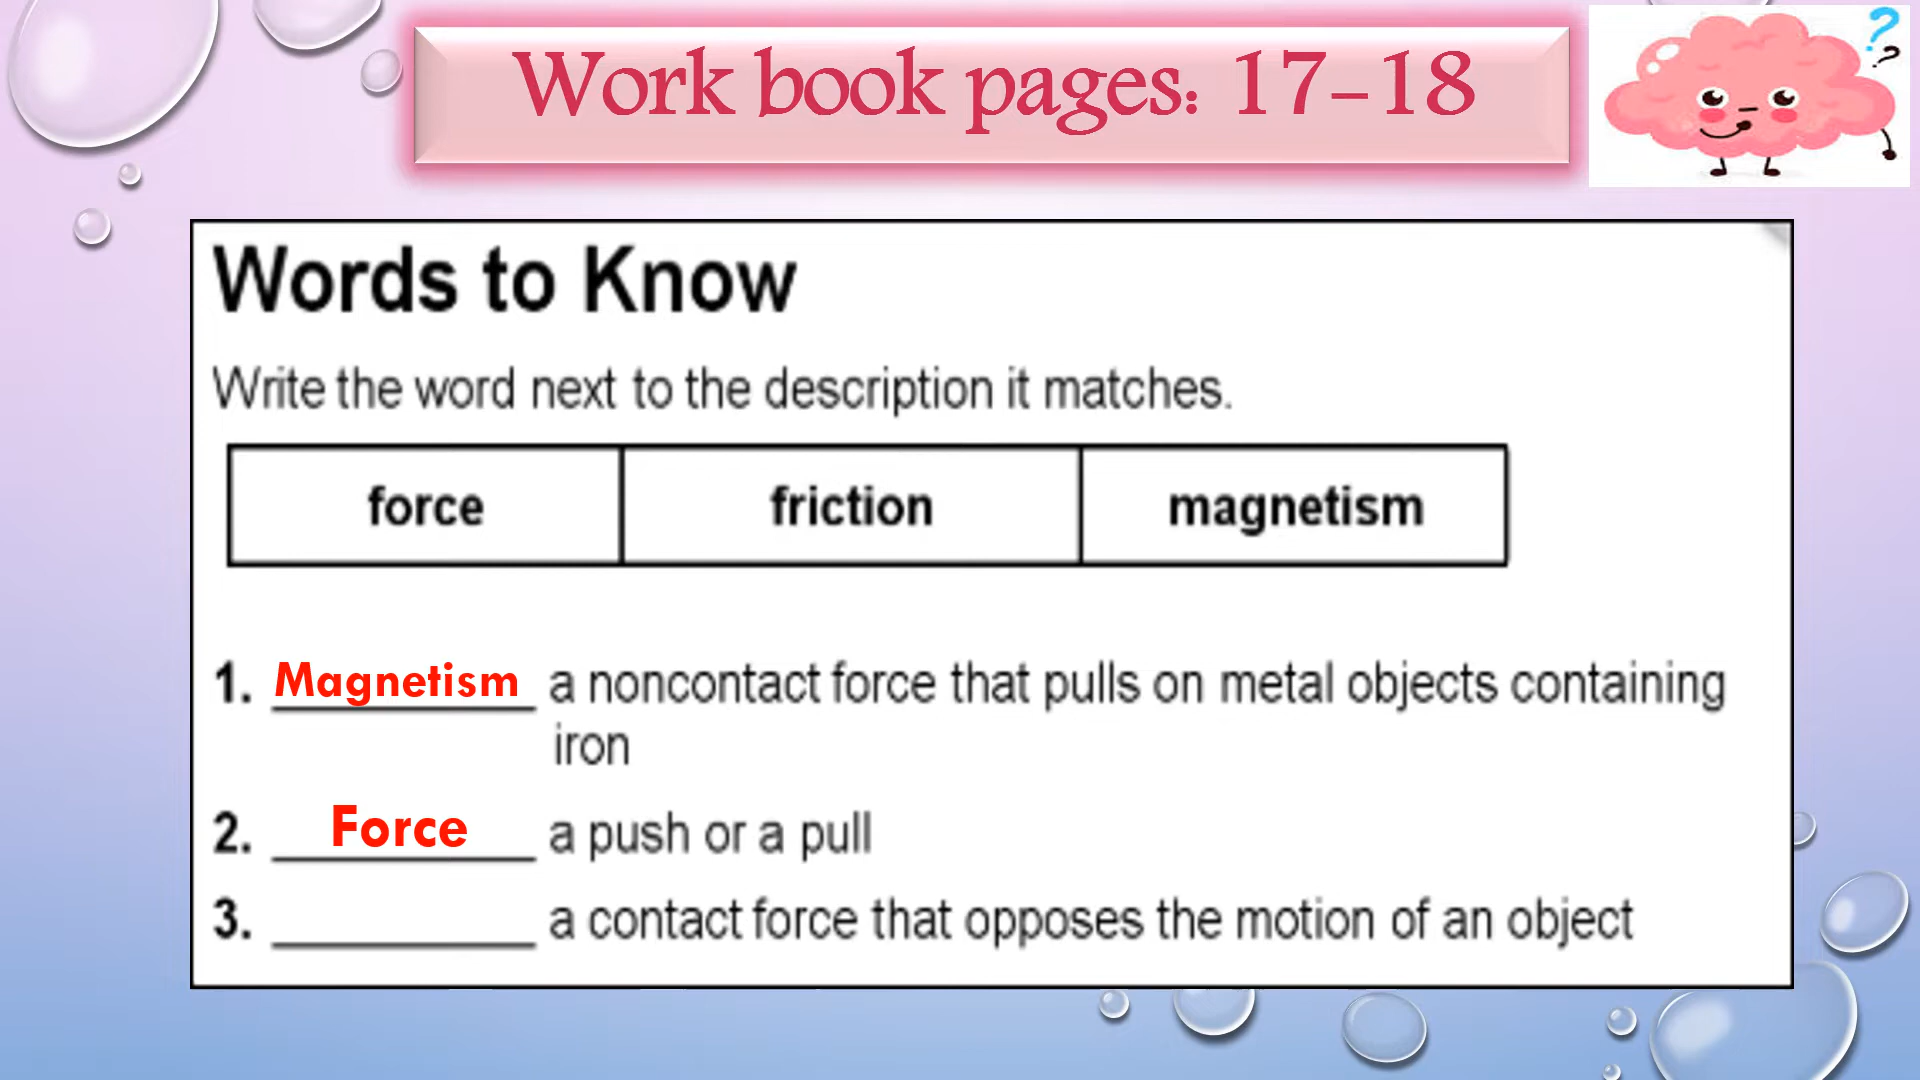 Work book pages: 17-18
Words to Know
Write the word next to the description it matches.
force friction magnetism
1. Magnetism a noncontact force that pulls on metal objects containing
iron
2. Force a push or a pull
3. __________ a contact force that opposes the motion of an object